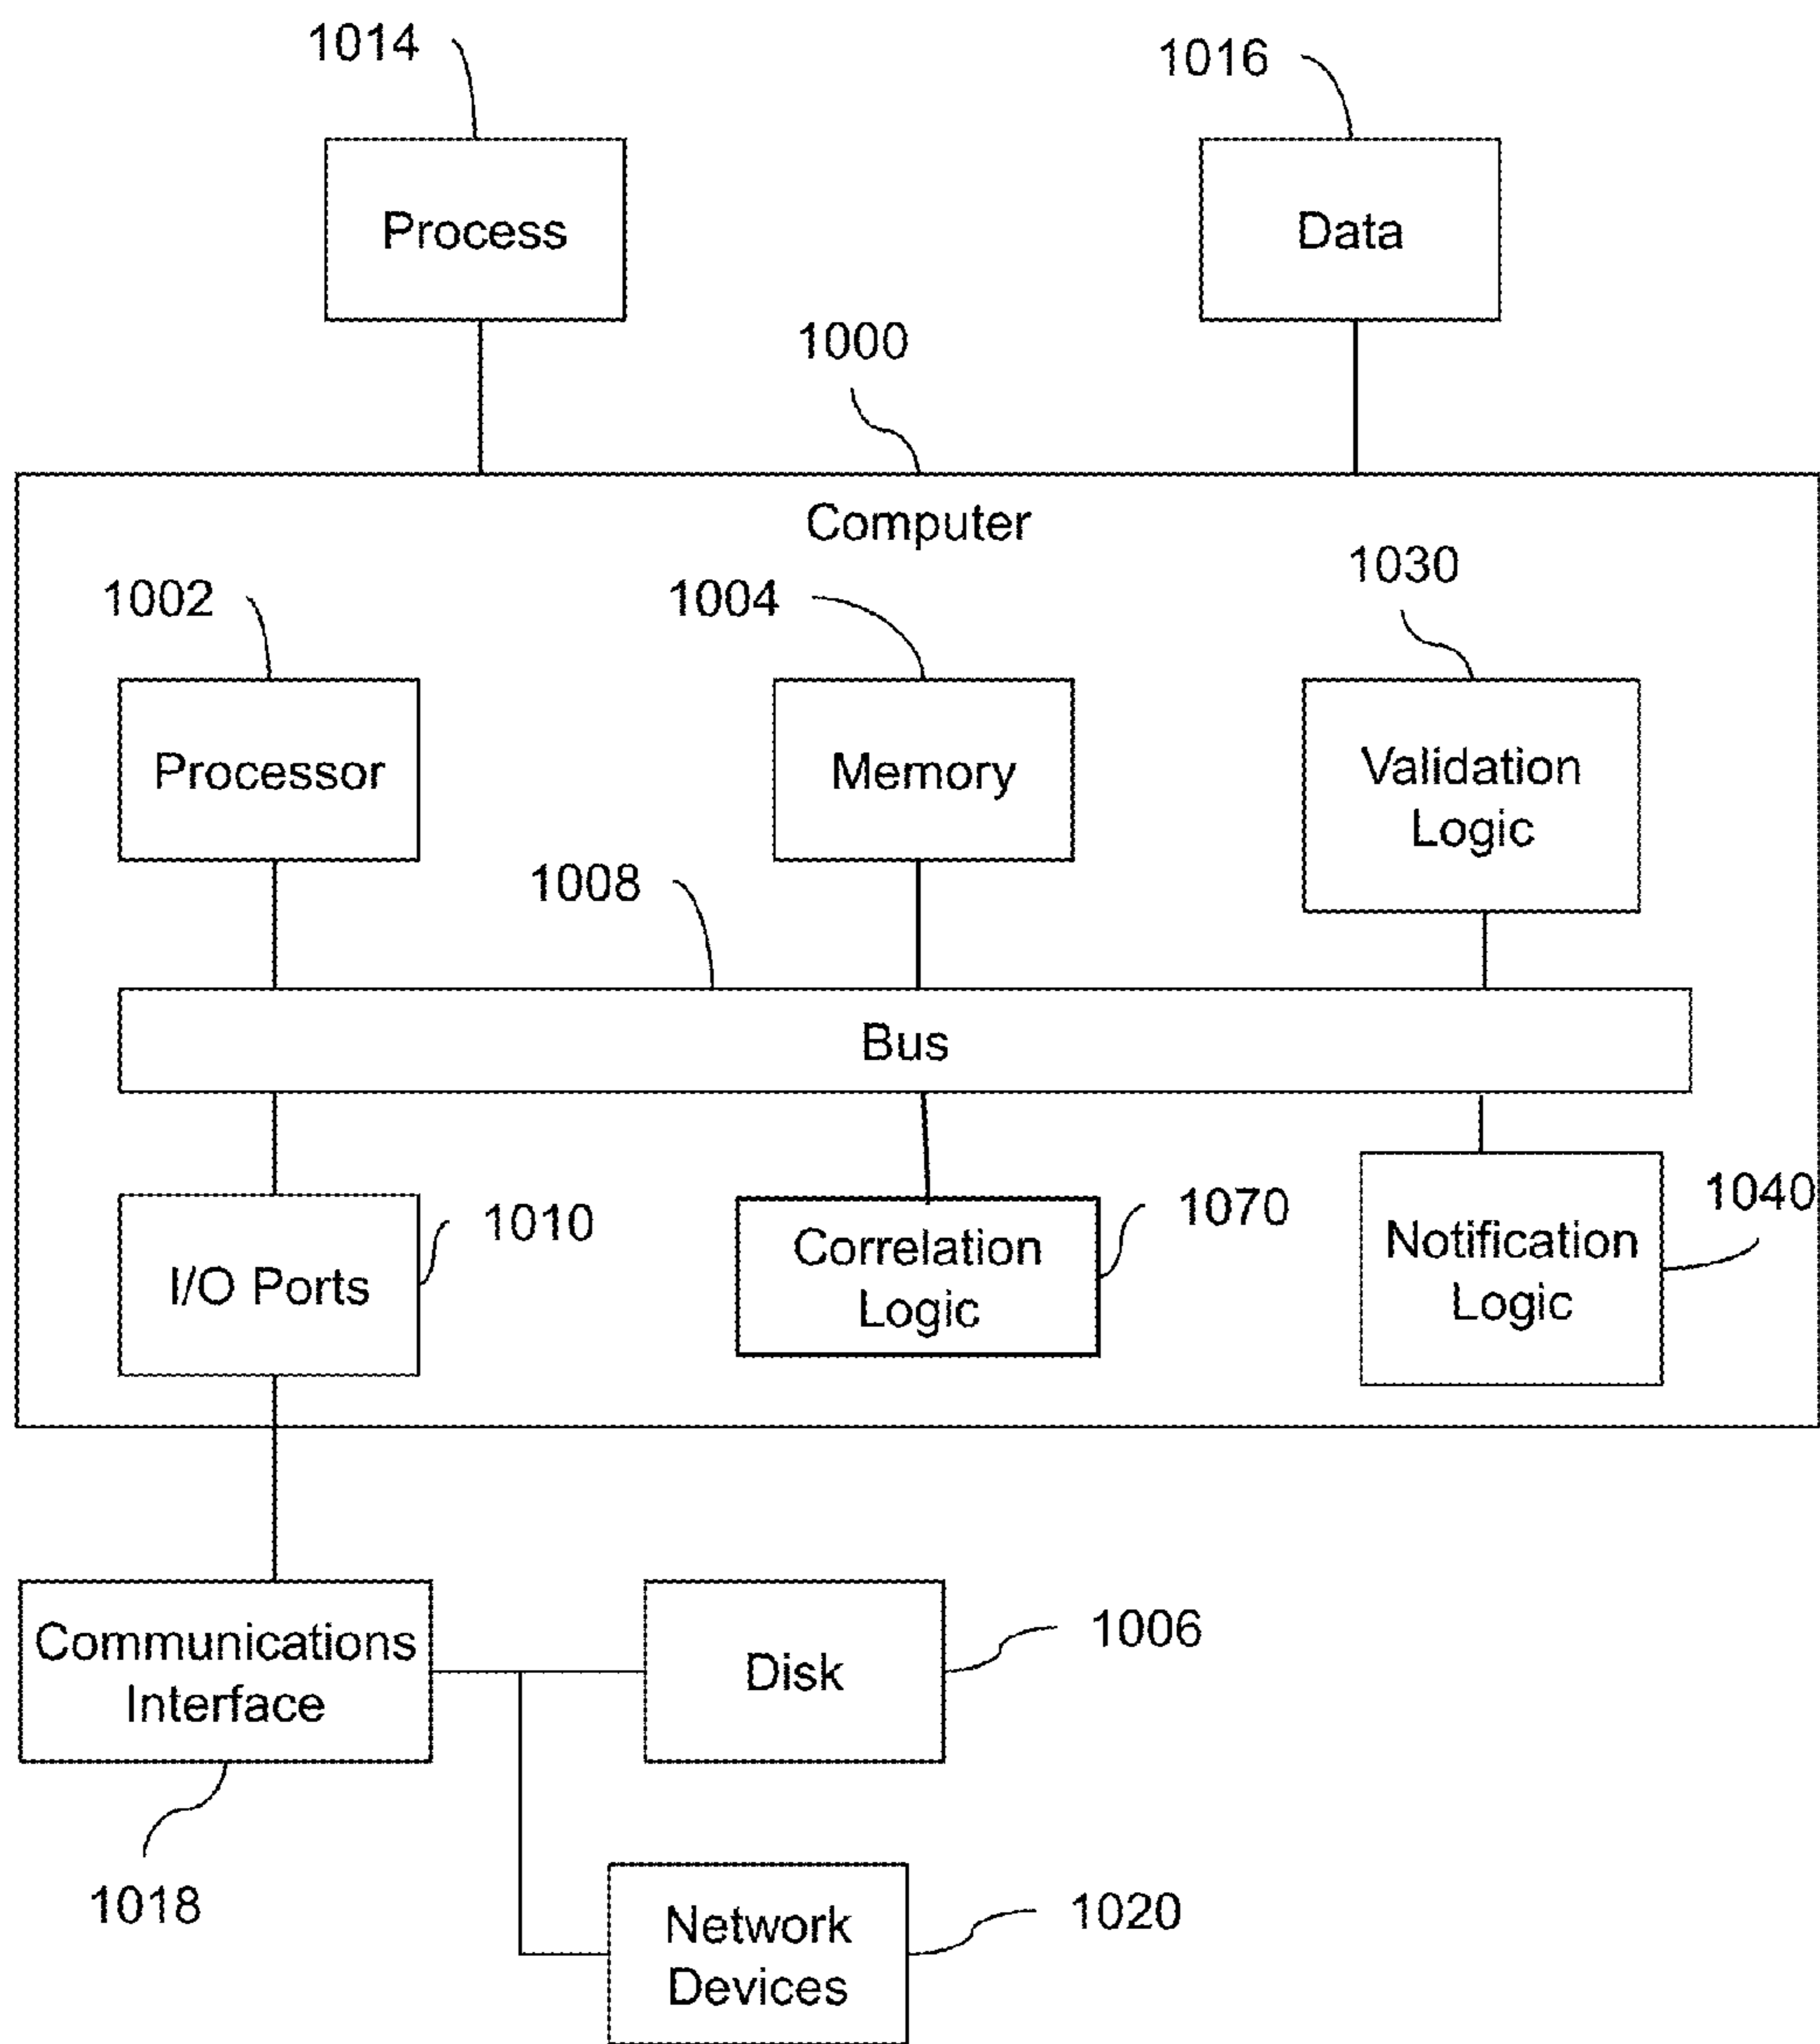 1014
1016
Process
Data
1000
Computer
1002
1004
1030
Processor
Memory
Validation
Logic
1008
Bus
I/O Ports
1010
Correlation
Logic
1070
Notification
Logic
1040
Communications
Interface
Disk
1006
1018
Network
Devices
1020